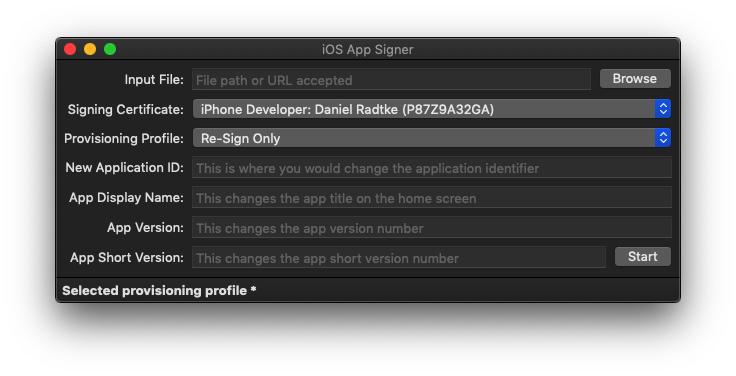 iOS App Signer
Input File: File path or URL accepted Browse
Signing Certificate: iPhone Developer: Daniel Radtke (P87Z9A32GA)
Provisioning Profile: Re-Sign Only
New Application ID: This is where you would change the application identifier
App Display Name: This changes the app title on the home screen
App Version: This changes the app version number
App Short Version: This changes the app short version number Start
Selected provisioning profile *